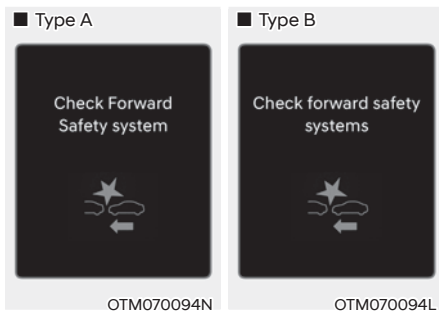 ■ Type A
Check Forward
Safety system
OTM070094N
■ Type B
Check forward safety
systems
OTM070094L